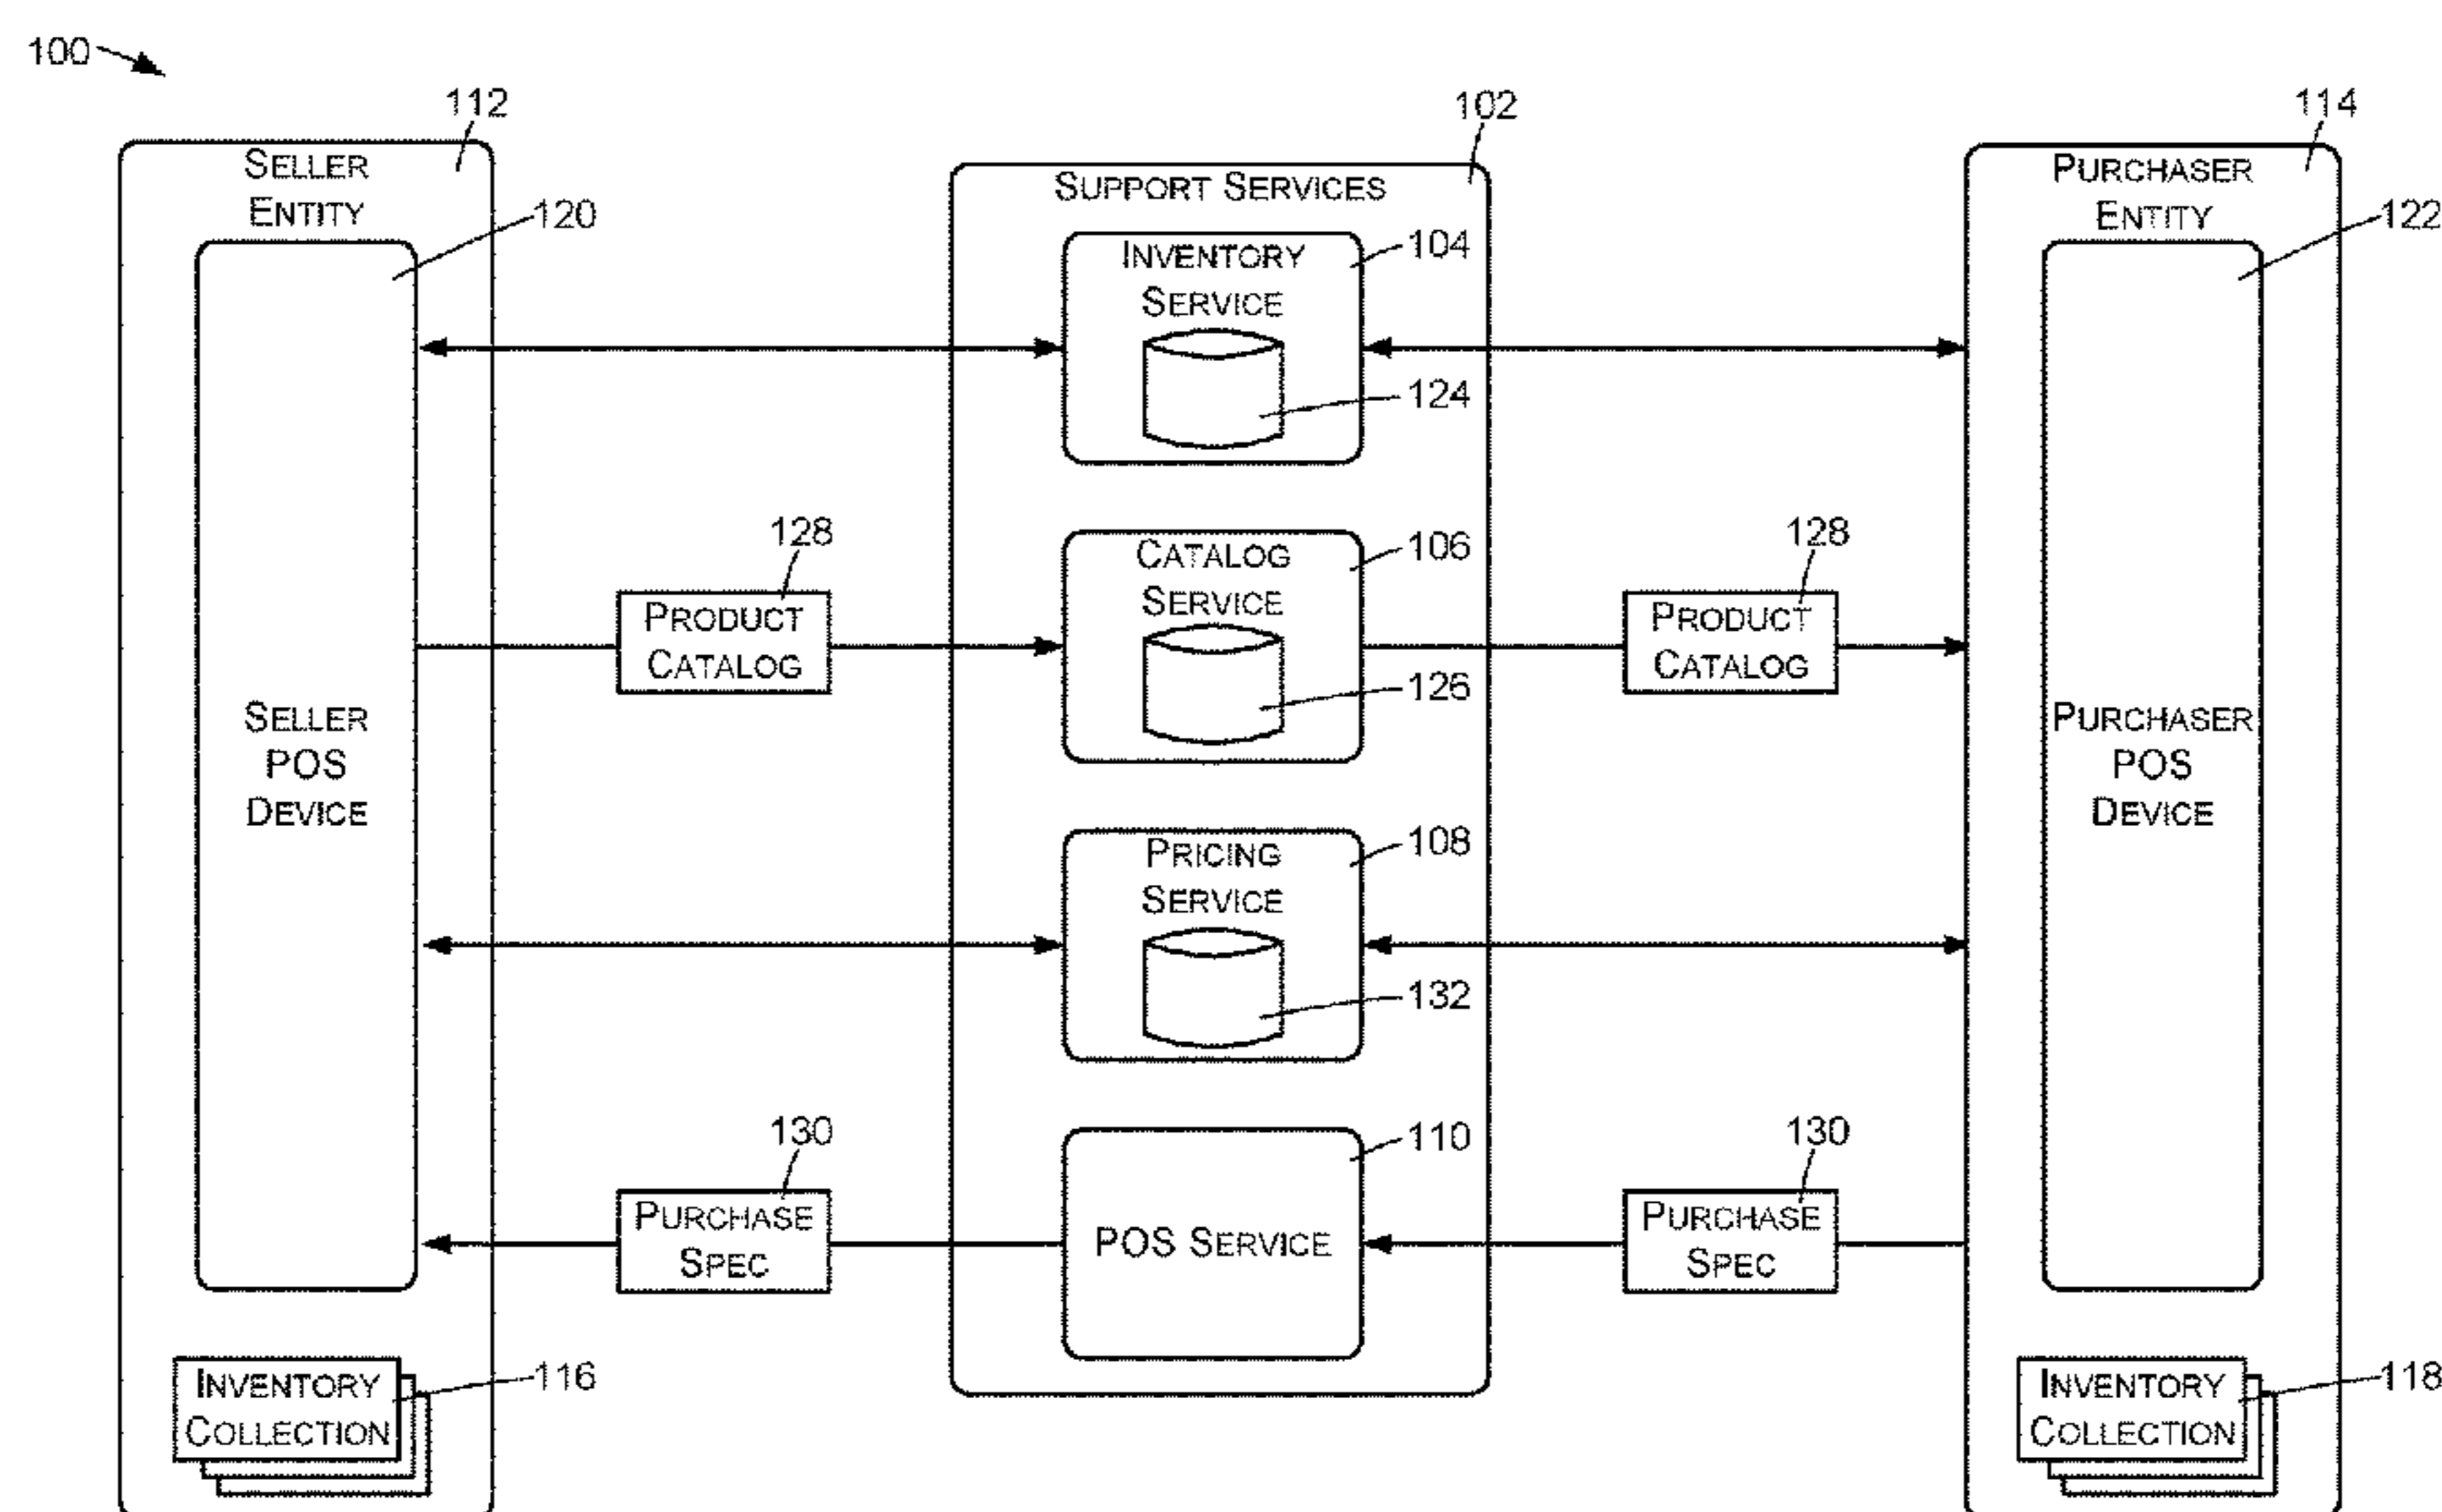 100
112
102
114
SELLER
ENTITY
120
SUPPORT SERVICES
PURCHASER
ENTITY
122
INVENTORY
SERVICE
104
124
128
PRODUCT
CATALOG
CATALOG
SERVICE
106
126
128
PRODUCT
CATALOG
SELLER
POS
DEVICE
PURCHASER
POS
DEVICE
PRICING
SERVICE
108
132
130
PURCHASE
SPEC
110
POS SERVICE
130
PURCHASE
SPEC
INVENTORY
COLLECTION
116
INVENTORY
COLLECTION
118